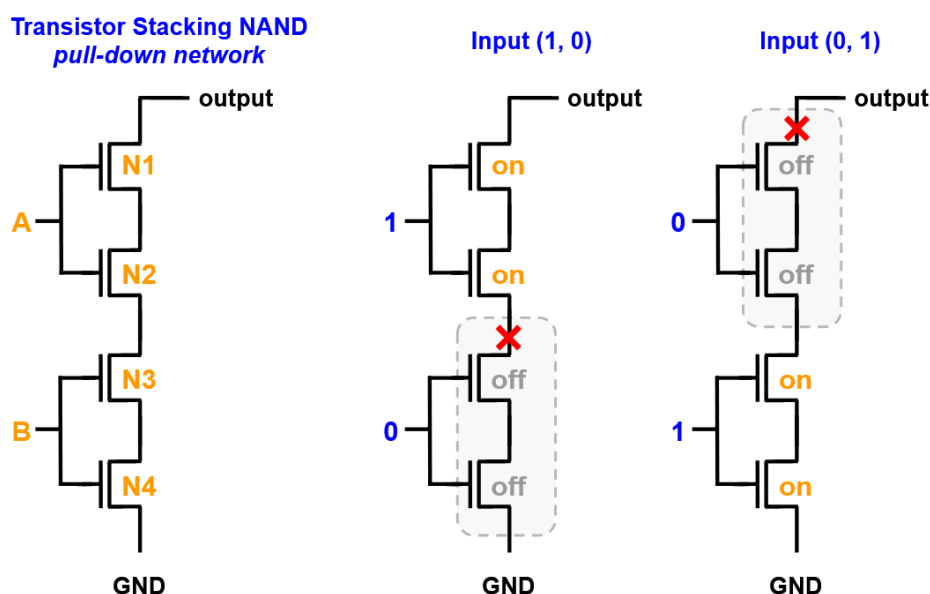 Transistor Stacking NAND
pull-down network
output
N1
A
N2
N3
B
N4
GND
Input (1, 0)
output
on
1
on
off
0
off
GND
Input (0, 1)
output
off
0
off
on
1
on
GND